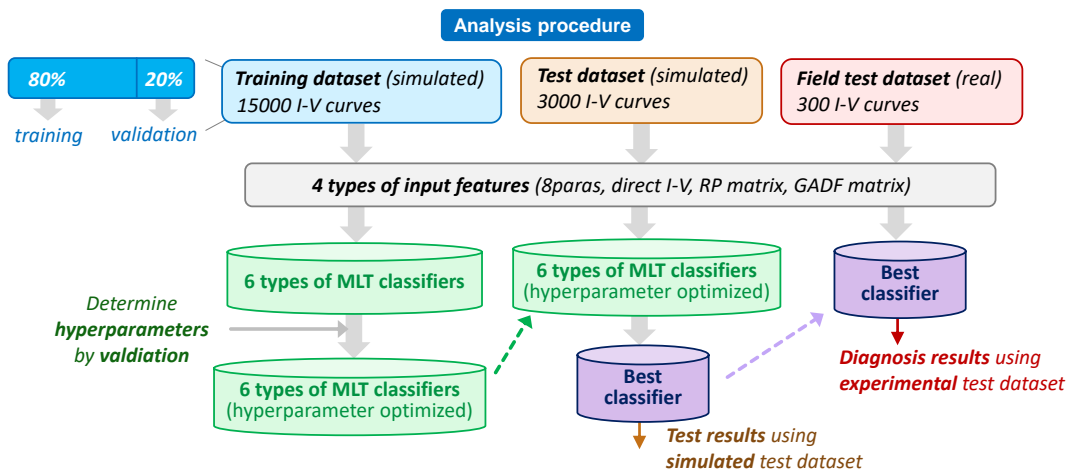 Analysis procedure
80%
20%
training
validation
Training dataset (simulated)
15000 I-V curves
Test dataset (simulated)
3000 I-V curves
Field test dataset (real)
300 I-V curves
4 types of input features (8paras, direct I-V, RP matrix, GADF matrix)
6 types of MLT classifiers
Determine
hyperparameters
by valdiation
6 types of MLT classifiers
(hyperparameter optimized)
6 types of MLT classifiers
(hyperparameter optimized)
Best
classifier
Test results using
simulated test dataset
Best
classifier
Diagnosis results using
experimental test dataset